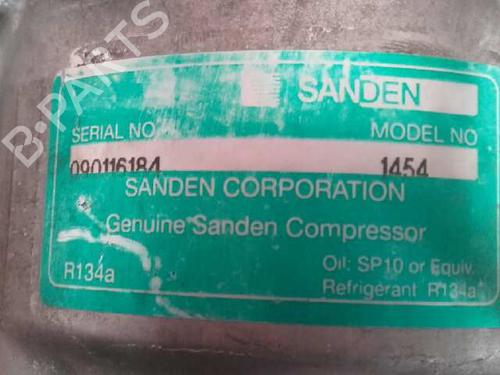 SANDEN
SERIAL NO MODEL NO
090116184 1454
SANDEN CORPORATION
Genuine Sanden Compressor
R134a Oil: SP10 or Equiv.
Refrigerant R134a
B-PARTS